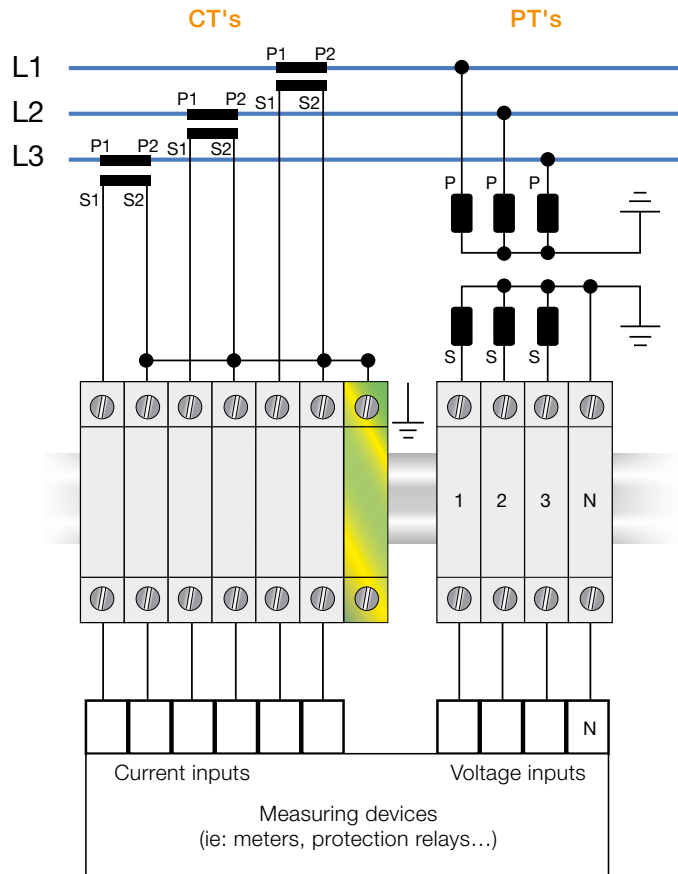 CT's PT's
P1 P2
L1
S1 S2
P1 P2
L2
S1 S2
P1 P2
L3
S1 S2
P P P
S S S
1 2 3 N
N
Current inputs Voltage inputs
Measuring devices
(ie: meters, protection relays...)